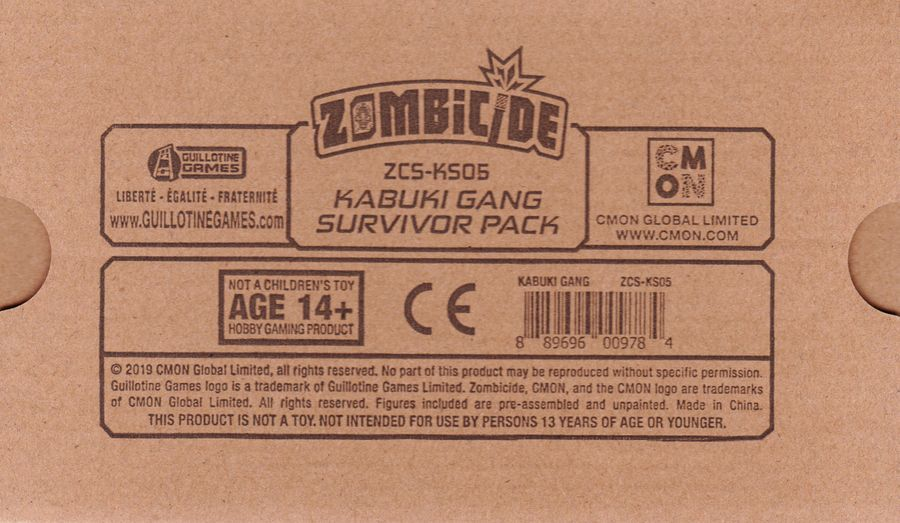 ZOMBICIDE
ZCS-KS05
KABUKI GANG
SURVIVOR PACK
GUILLOTINE
GAMES
LIBERTÉ - ÉGALITÉ - FRATERNITÉ
www.GUILLOTINEGAMES.com
CMON
CMON GLOBAL LIMITED
WWW.CMON.COM
NOT A CHILDREN'S TOY
AGE 14+
HOBBY GAMING PRODUCT
CE
KABUKI GANG ZCS-KS05
8 89696 00978 4
© 2019 CMON Global Limited, all rights reserved. No part of this product may be reproduced without specific permission.
Guillotine Games logo is a trademark of Guillotine Games Limited. Zombicide, CMON, and the CMON logo are trademarks
of CMON Global Limited. All rights reserved. Figures included are pre-assembled and unpainted. Made in China.
THIS PRODUCT IS NOT A TOY. NOT INTENDED FOR USE BY PERSONS 13 YEARS OF AGE OR YOUNGER.